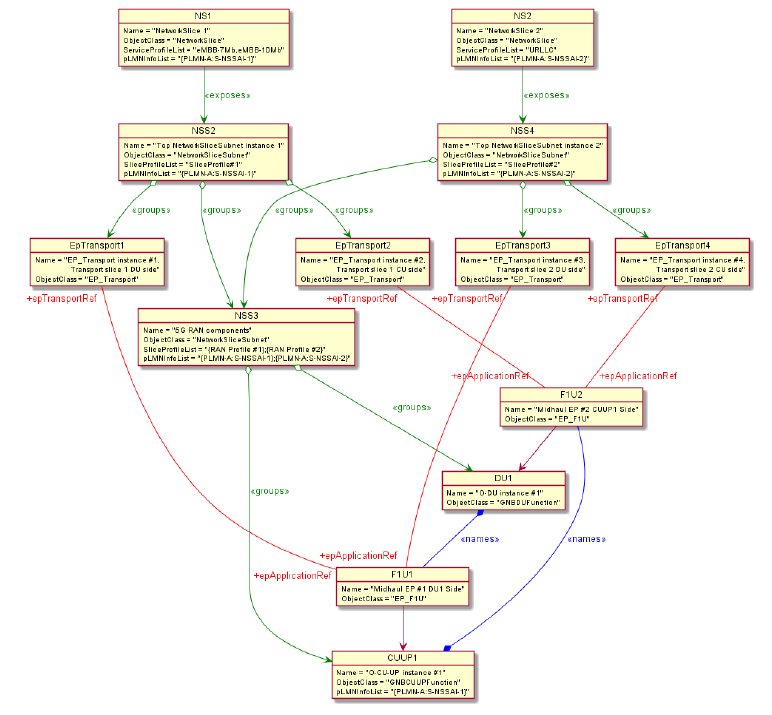 NS1
Name = "NetworkSlice 1"
ObjectClass = "NetworkSlice"
ServiceProfileList = "eMBB-7Mb,eMBB-10Mb"
pLMNInfoList = "{PLMN-A:S-NSSAI-1}"
NS2
Name = "NetworkSlice 2"
ObjectClass = "NetworkSlice"
ServiceProfileList = "URLLC"
pLMNInfoList = "{PLMN-A:S-NSSAI-2}"
«exposes»
«exposes»
NSS2
Name = "Top NetworkSliceSubnet instance 1"
ObjectClass = "NetworkSliceSubnet"
SliceProfileList = "SliceProfile#1"
pLMNInfoList = "{PLMN-A:S-NSSAI-1}"
NSS4
Name = "Top NetworkSliceSubnet instance 2"
ObjectClass = "NetworkSliceSubnet"
SliceProfileList = "SliceProfile#2"
pLMNInfoList = "{PLMN-A:S-NSSAI-2}"
«groups»
«groups»
«groups»
«groups»
«groups»
«groups»
EpTransport1
Name = "EP_Transport instance #1,
Transport slice 1 DU side"
ObjectClass = "EP_Transport"
EpTransport2
Name = "EP_Transport instance #2,
Transport slice 1 CU side"
ObjectClass = "EP_Transport"
EpTransport3
Name = "EP_Transport instance #3,
Transport slice 2 DU side"
ObjectClass = "EP_Transport"
EpTransport4
Name = "EP_Transport instance #4,
Transport slice 2 CU side"
ObjectClass = "EP_Transport"
+epTransportRef
+epTransportRef
+epTransportRef
+epTransportRef
NSS3
Name = "5G RAN components"
ObjectClass = "NetworkSliceSubnet"
SliceProfileList = "{RAN Profile #1};{RAN Profile #2}"
pLMNInfoList = "{PLMN-A:S-NSSAI-1};{PLMN-A:S-NSSAI-2}"
+epApplicationRef
+epApplicationRef
F1U2
Name = "Midhaul EP #2 CUUP1 Side"
ObjectClass = "EP_F1U"
«groups»
DU1
Name = "O-DU instance #1"
ObjectClass = "GNBDUFunction"
«groups»
«names»
«names»
+epApplicationRef
+epApplicationRef
F1U1
Name = "Midhaul EP #1 DU1 Side"
ObjectClass = "EP_F1U"
CUUP1
Name = "O-CU-UP instance #1"
ObjectClass = "GNBCUUPFunction"
pLMNInfoList = "{PLMN-A:S-NSSAI-1}"